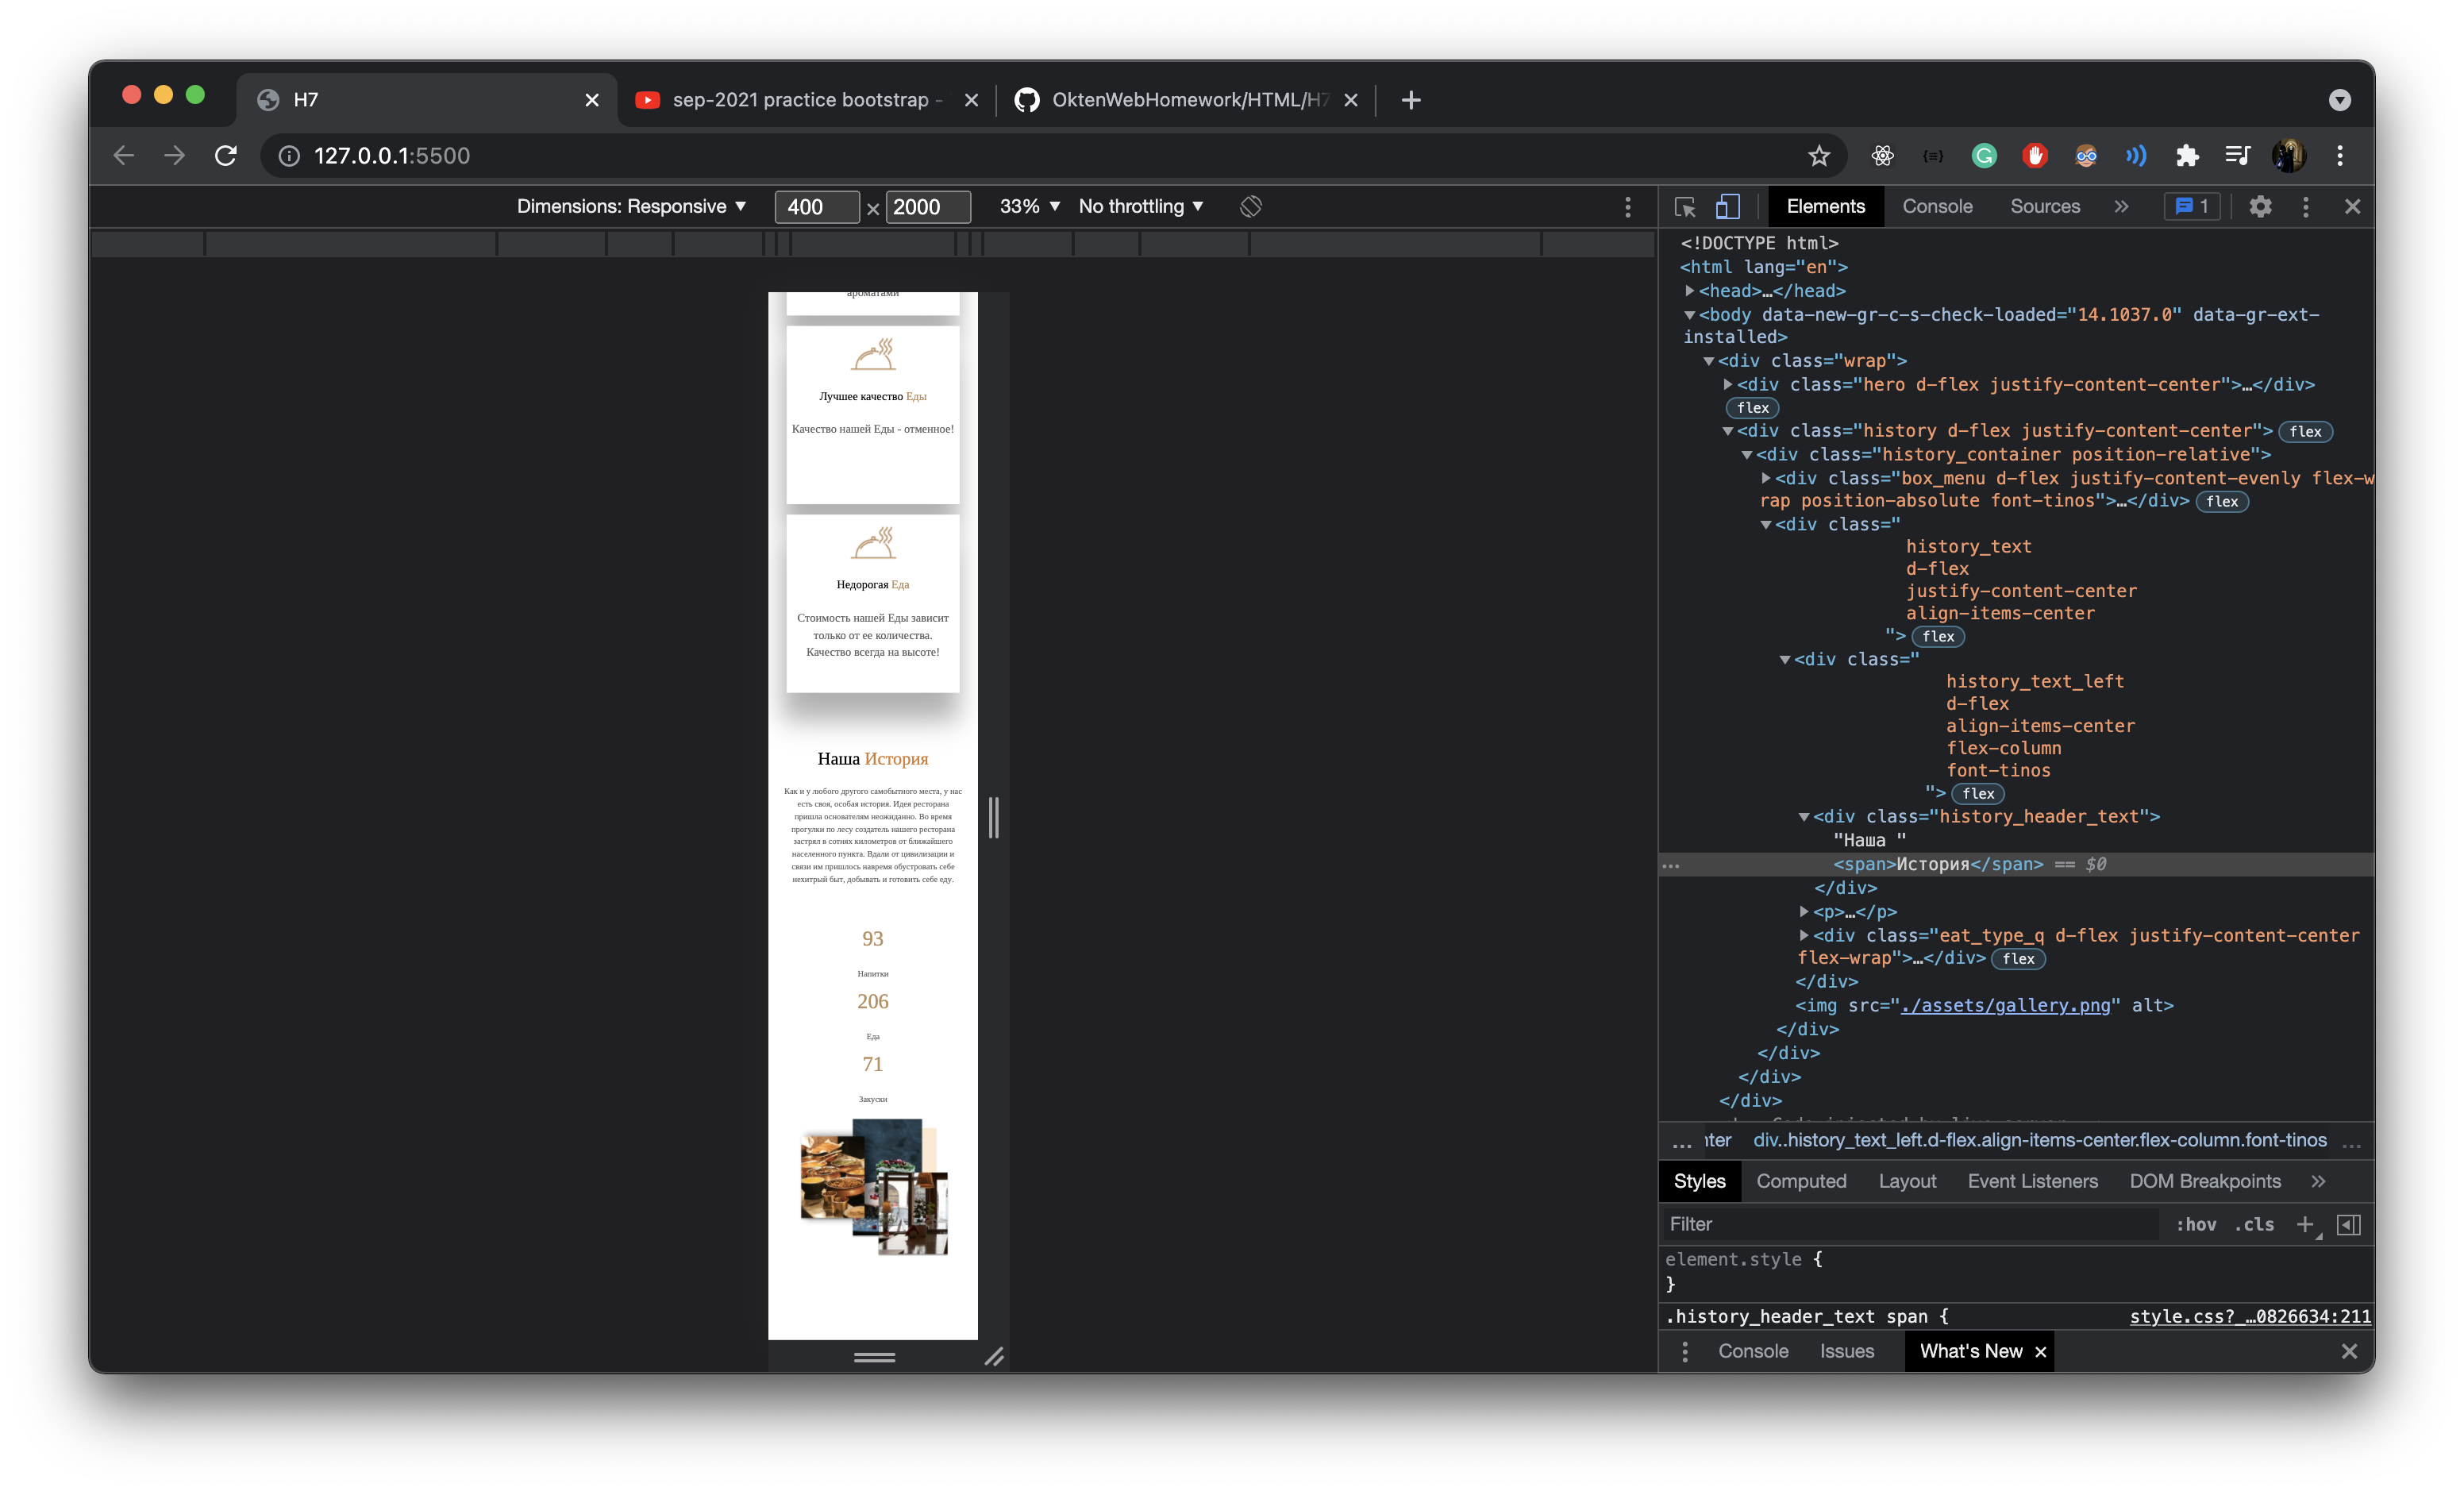 H7
sep-2021 practice bootstrap -
OktenWebHomework/HTML/H7
127.0.0.1:5500
Dimensions: Responsive ▼ 400 × 2000 33% ▼ No throttling ▼
ароматами
Лучшее качество Еды
Качество нашей Еды - отменное!
Недорогая Еда
Стоимость нашей Еды зависит
только от ее количества.
Качество всегда на высоте!
Наша История
Как и у любого другого самобытного места, у нас
есть своя, особая история. Идея ресторана
пришла основателям неожиданно. Во время
прогулки по лесу создатель нашего ресторана
застрял в сотнях километров от ближайшего
населенного пункта. Вдали от цивилизации и
связи им пришлось навремя обустровать себе
нехитрый быт, добывать и готовить себе еду.
93
Напитки
206
Еда
71
Закуски
Elements Console Sources » 1
<!DOCTYPE html>
<html lang="en">
<head>…</head>
<body data-new-gr-c-s-check-loaded="14.1037.0" data-gr-ext-
installed>
<div class="wrap">
<div class="hero d-flex justify-content-center">…</div>
flex
<div class="history d-flex justify-content-center"> flex
<div class="history_container position-relative">
<div class="box_menu d-flex justify-content-evenly flex-w
rap position-absolute font-tinos">…</div> flex
<div class="
history_text
d-flex
justify-content-center
align-items-center
"> flex
<div class="
history_text_left
d-flex
align-items-center
flex-column
font-tinos
"> flex
<div class="history_header_text">
"Наша "
… <span>История</span> == $0
</div>
<p>…</p>
<div class="eat_type_q d-flex justify-content-center
flex-wrap">…</div> flex
</div>
<img src="./assets/gallery.png" alt>
</div>
</div>
</div>
</div>
… nter div..history_text_left.d-flex.align-items-center.flex-column.font-tinos …
Styles Computed Layout Event Listeners DOM Breakpoints »
Filter :hov .cls +
element.style {
}
.history_header_text span { style.css?_…0826634:211
Console Issues What's New ×